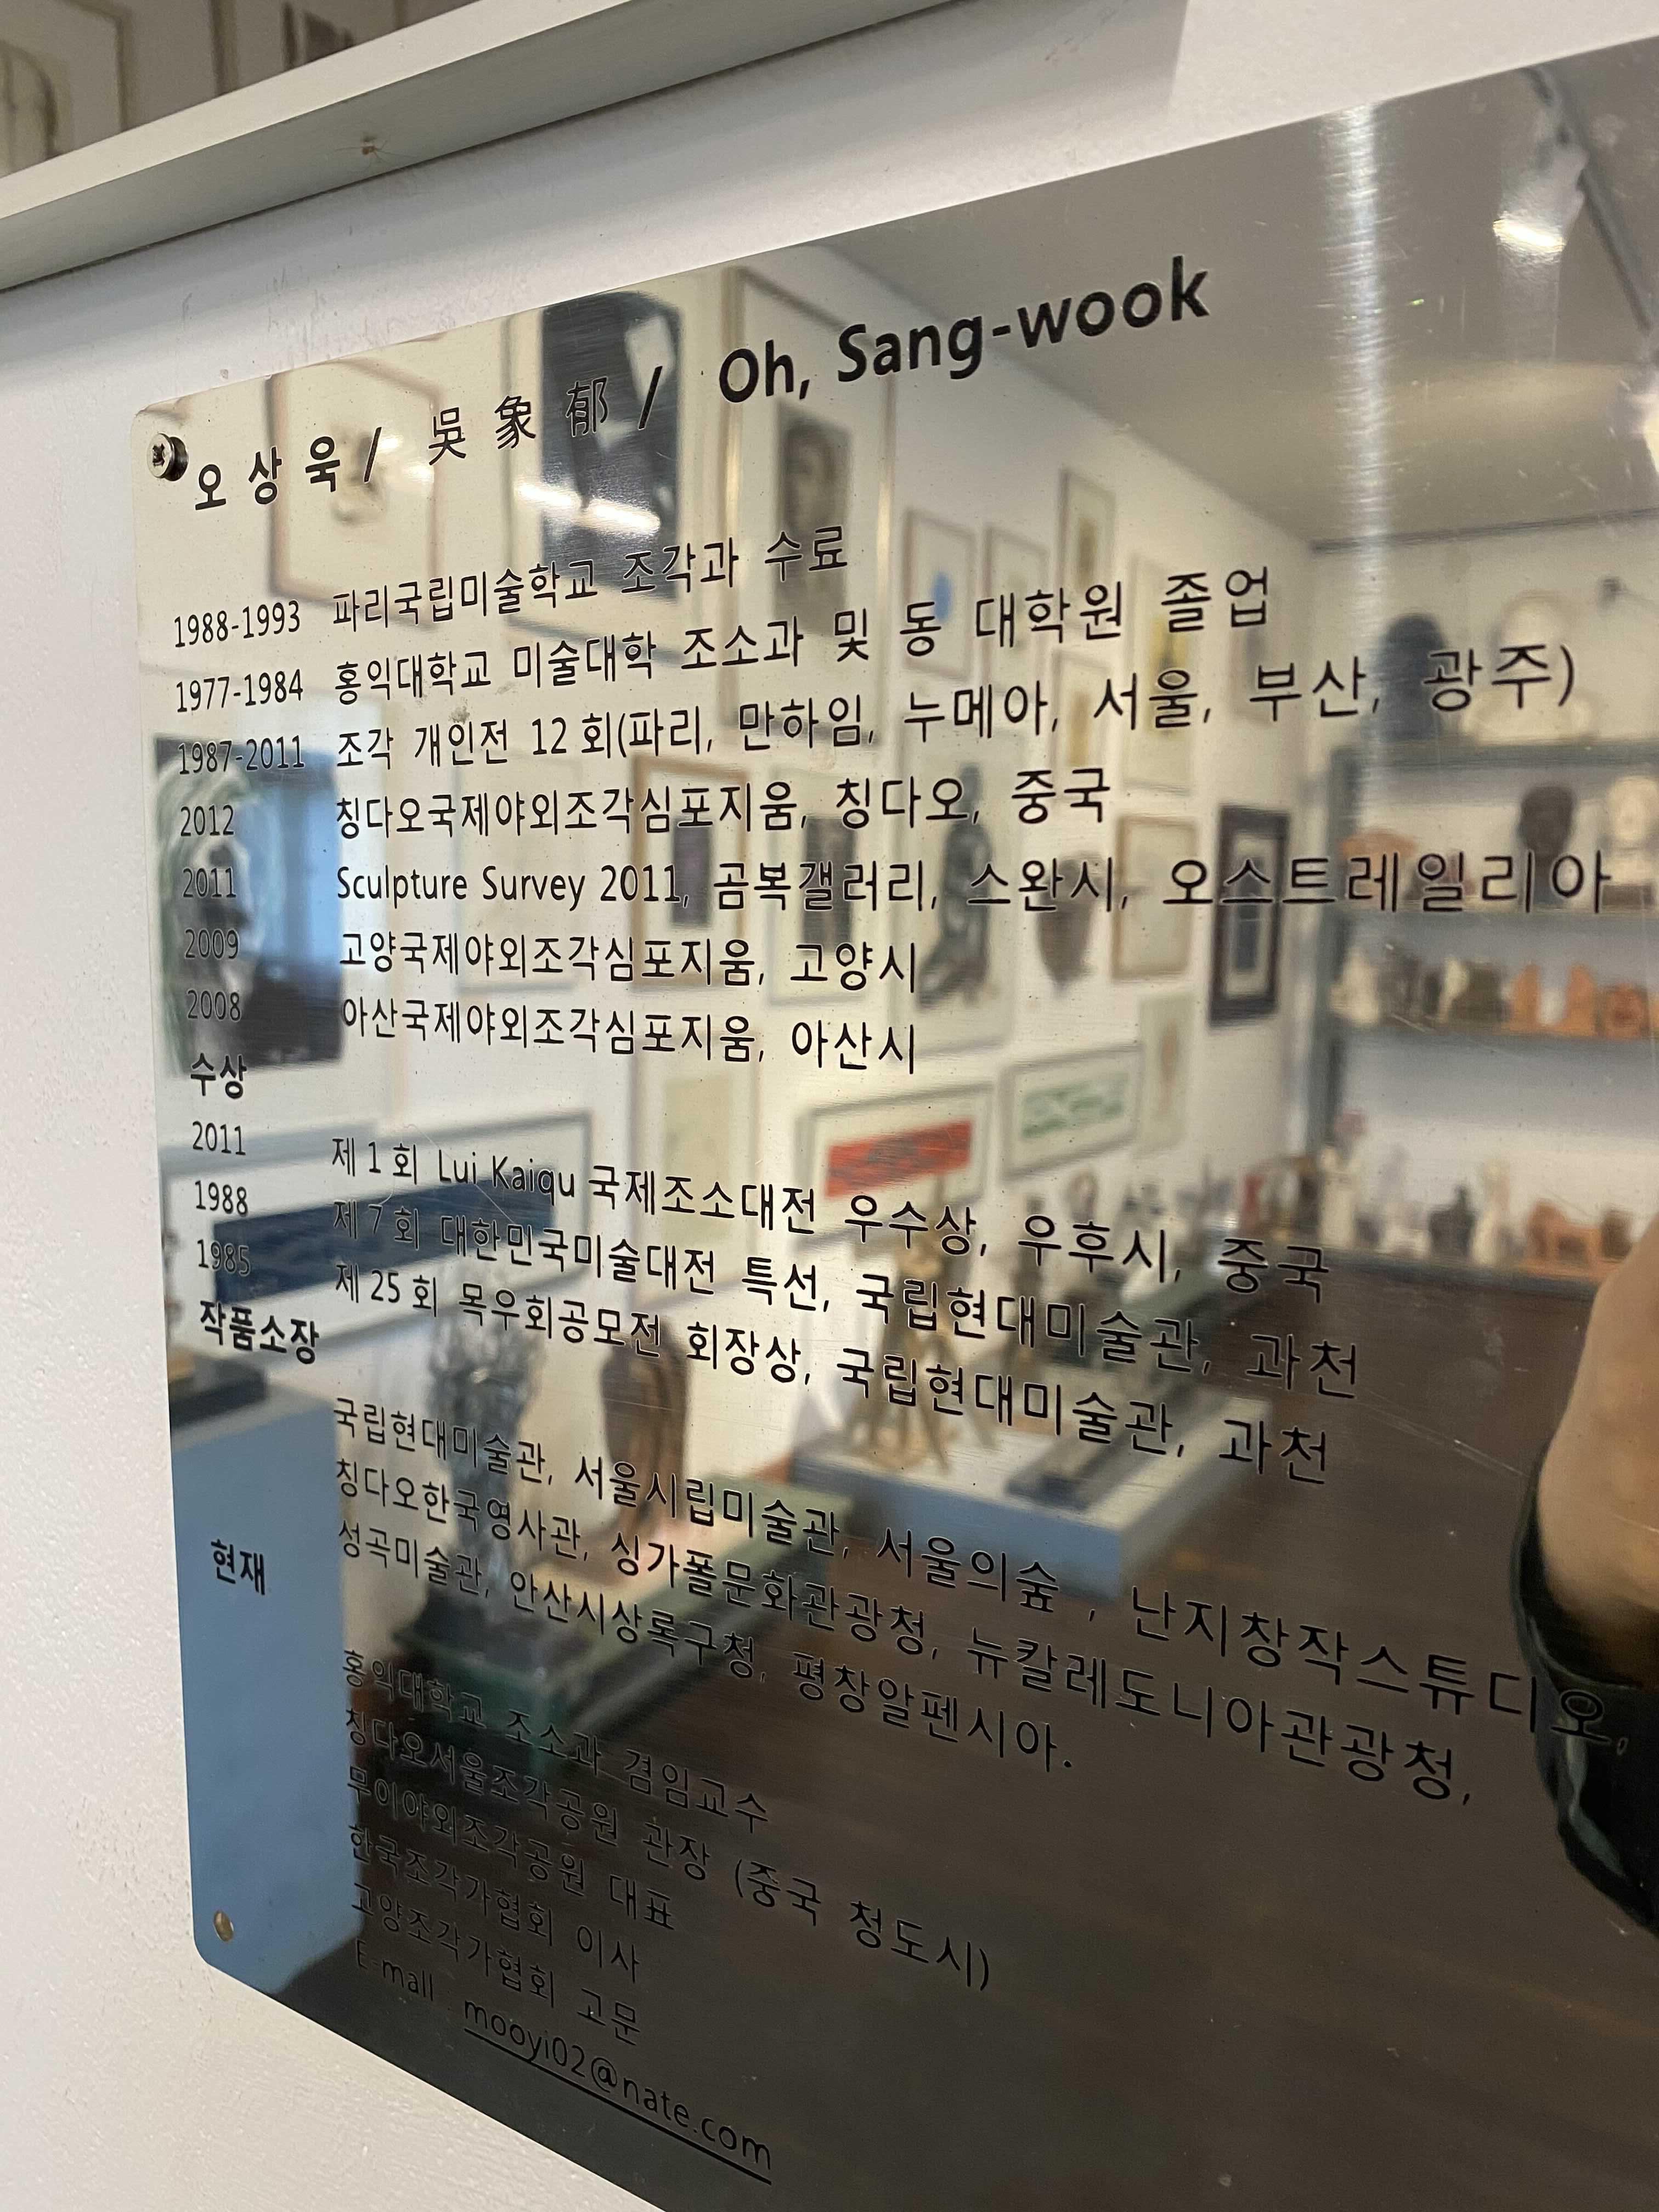 오 상 욱 / 吳 象 郁 / Oh, Sang-wook
1988-1993 파리국립미술학교 조각과 수료
1977-1984 홍익대학교 미술대학 조소과 및 동 대학원 졸업
1987-2011 조각 개인전 12 회(파리, 만하임, 누메아, 서울, 부산, 광주)
2012 칭다오국제야외조각심포지움, 칭다오, 중국
2011 Sculpture Survey 2011, 곰복갤러리, 스완시, 오스트레일리아
2009 고양국제야외조각심포지움, 고양시
2008 아산국제야외조각심포지움, 아산시
수상
2011 제 1 회 Lui Kaiqu 국제조소대전 우수상, 우후시, 중국
1988 제 7 회 대한민국미술대전 특선, 국립현대미술관, 과천
1985 제 25 회 목우회공모전 회장상, 국립현대미술관, 과천
작품소장
국립현대미술관, 서울시립미술관, 서울의숲 , 난지창작스튜디오,
칭다오한국영사관, 싱가폴문화관광청, 뉴칼레도니아관광청,
성곡미술관, 안산시상록구청, 평창알펜시아.
현재
홍익대학교 조소과 겸임교수
칭다오서울조각공원 관장 (중국 청도시)
무이야외조각공원 대표
한국조각가협회 이사
고양조각가협회 고문
E-mall mooyi02@nate.com